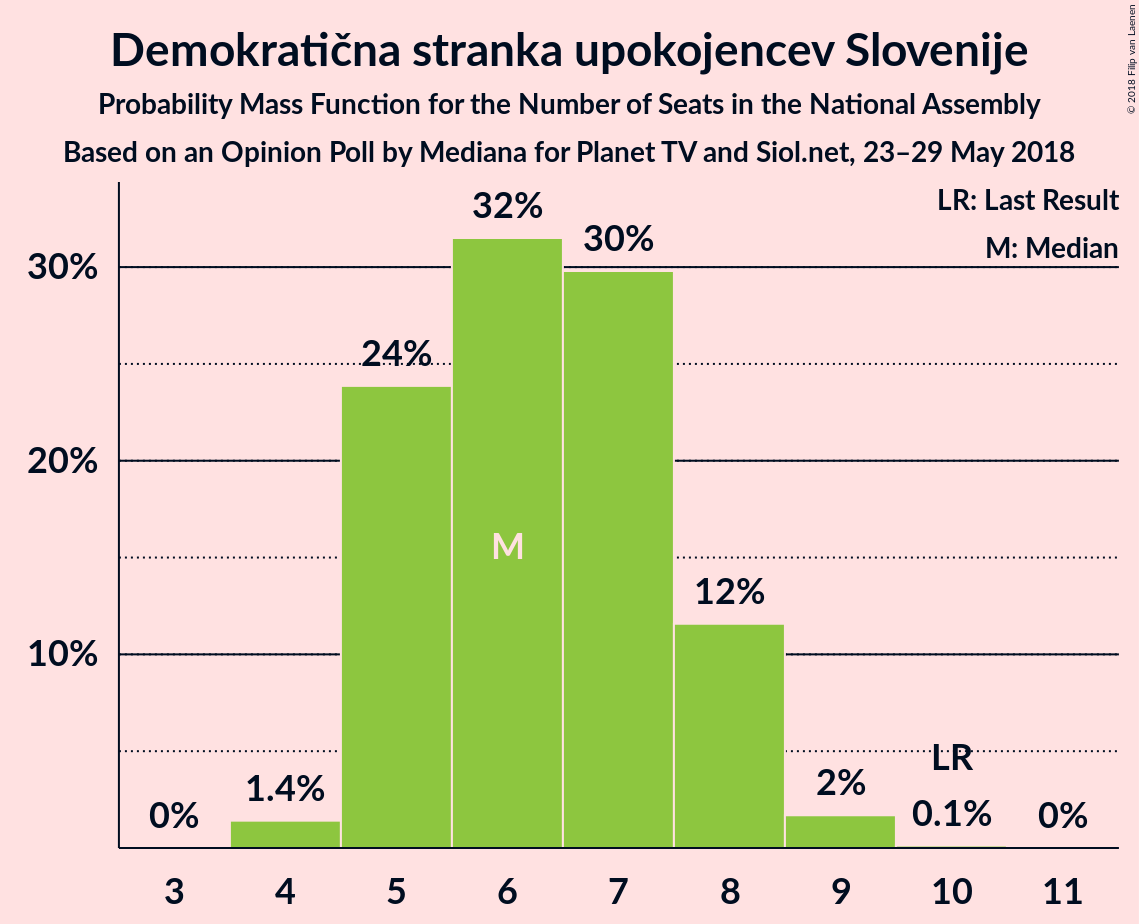 Demokratična stranka upokojencev Slovenije
Probability Mass Function for the Number of Seats in the National Assembly
Based on an Opinion Poll by Mediana for Planet TV and Siol.net, 23–29 May 2018
© 2018 Filip van Laenen
LR: Last Result
M: Median
30%
20%
10%
0%
1.4%
24%
32%
30%
12%
2%
0.1%
0%
M
LR
3 4 5 6 7 8 9 10 11